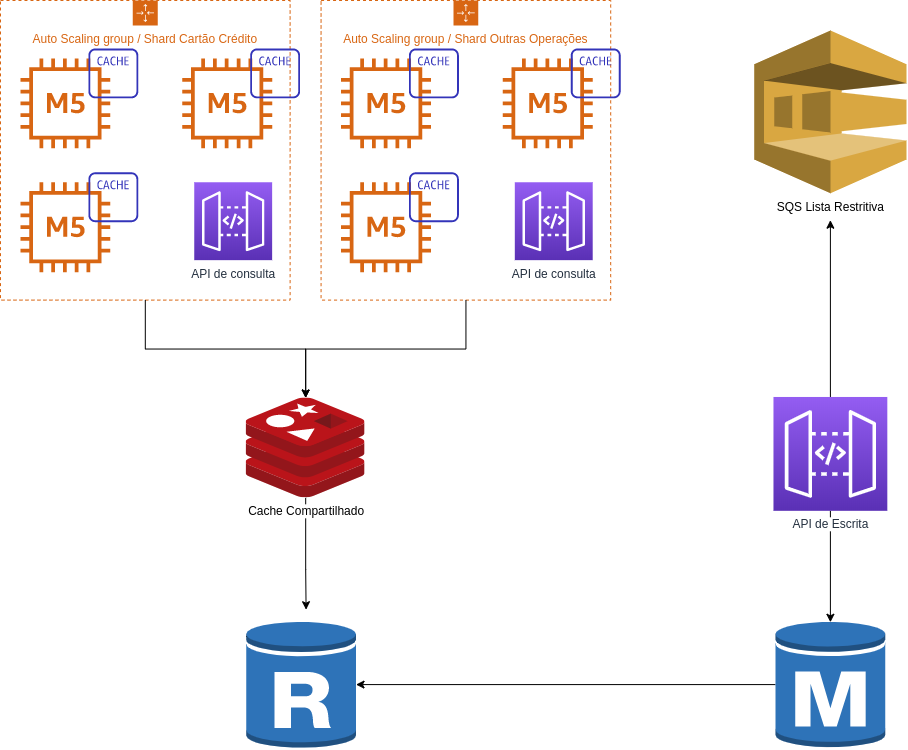 Auto Scaling group / Shard Cartão Crédito
CACHE
M5
CACHE
M5
CACHE
M5
API de consulta
Auto Scaling group / Shard Outras Operações
CACHE
M5
CACHE
M5
CACHE
M5
API de consulta
SQS Lista Restritiva
Cache Compartilhado
API de Escrita
R
M